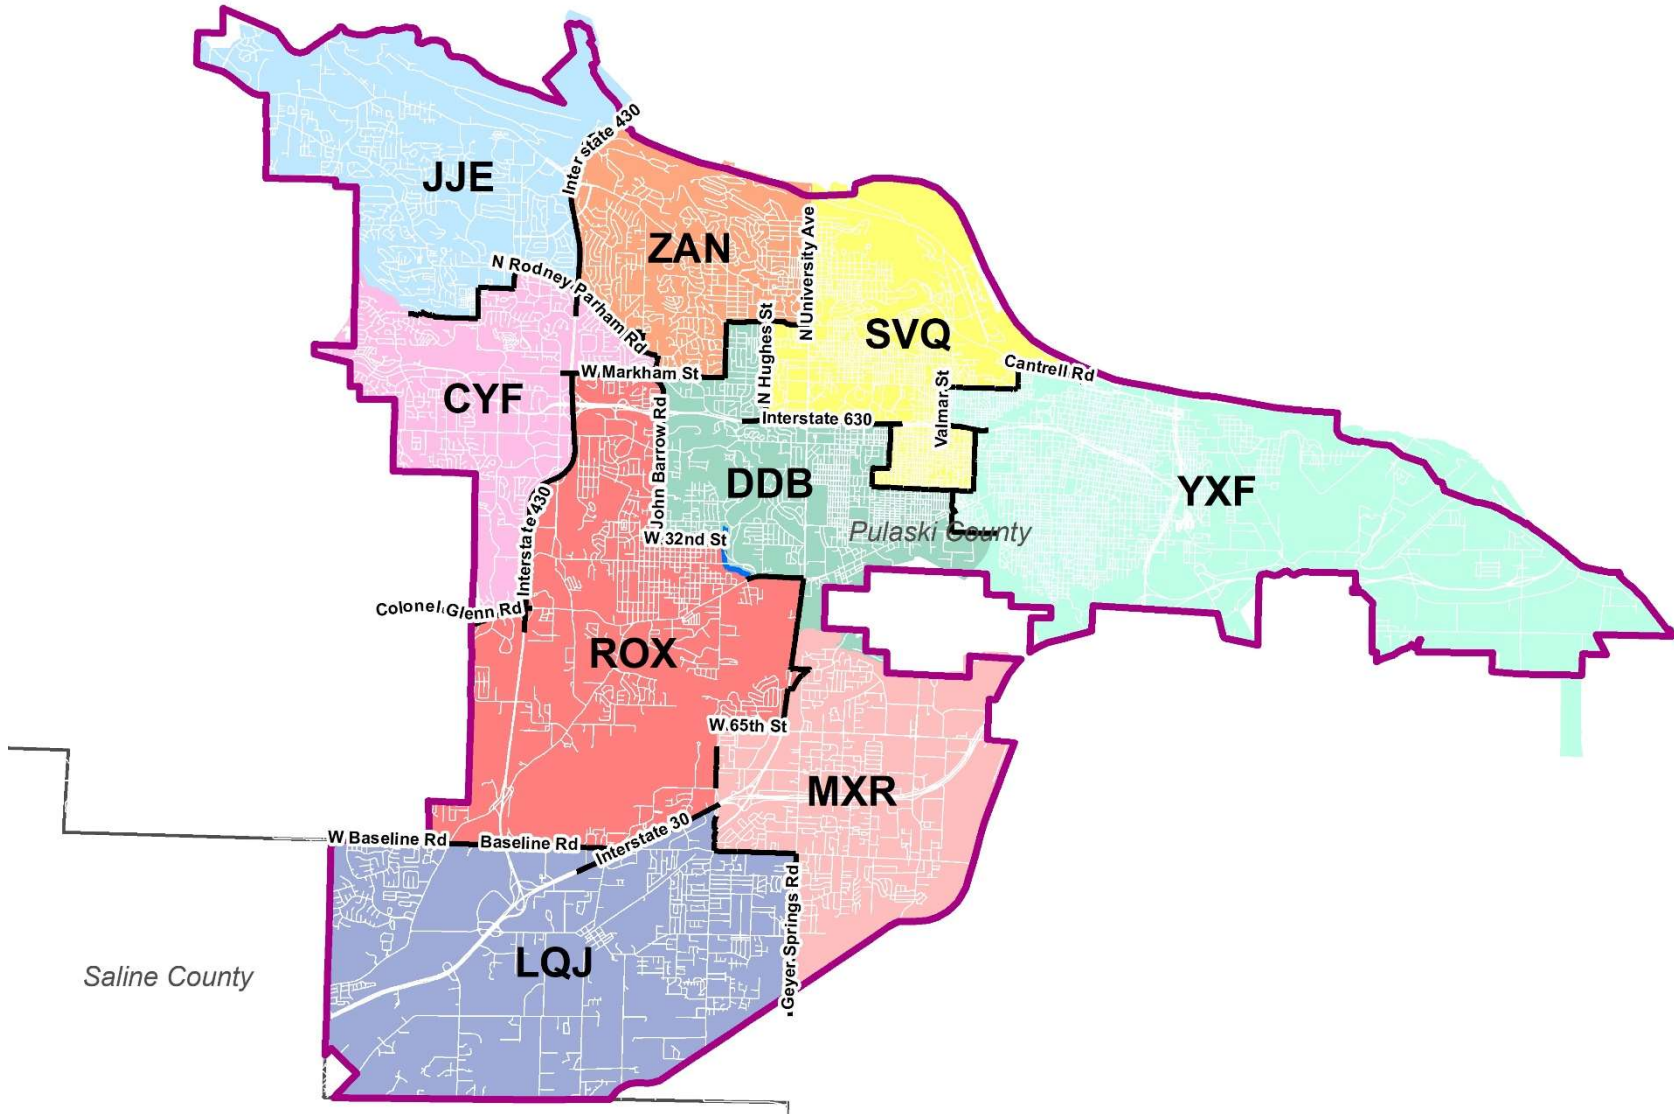 Inter state 430
JJE
ZAN
N Rodney Parham Rd
N University Ave
N Hughes St
SVQ
Cantrell Rd
W Markham St
CYF
Valmar St
Interstate 630
John Barrow Rd
DDB
YXF
Interstate 430
W 32nd St
Pulaski County
Colonel Glenn Rd
ROX
W 65th St
MXR
W Baseline Rd
Baseline Rd
Interstate 30
Geyer Springs Rd
LQJ
Saline County